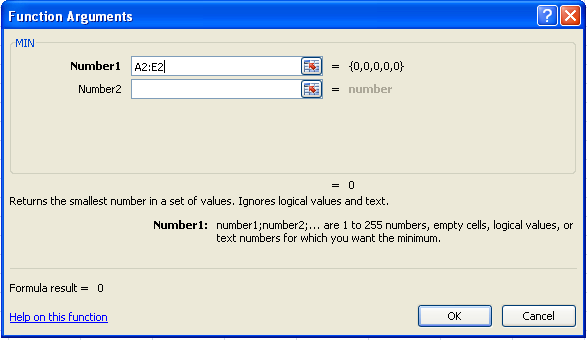 Function Arguments
MIN
Number1 A2:E2 = {0,0,0,0,0}
Number2 = number
= 0
Returns the smallest number in a set of values. Ignores logical values and text.
Number1: number1;number2;... are 1 to 255 numbers, empty cells, logical values, or
text numbers for which you want the minimum.
Formula result = 0
Help on this function OK Cancel